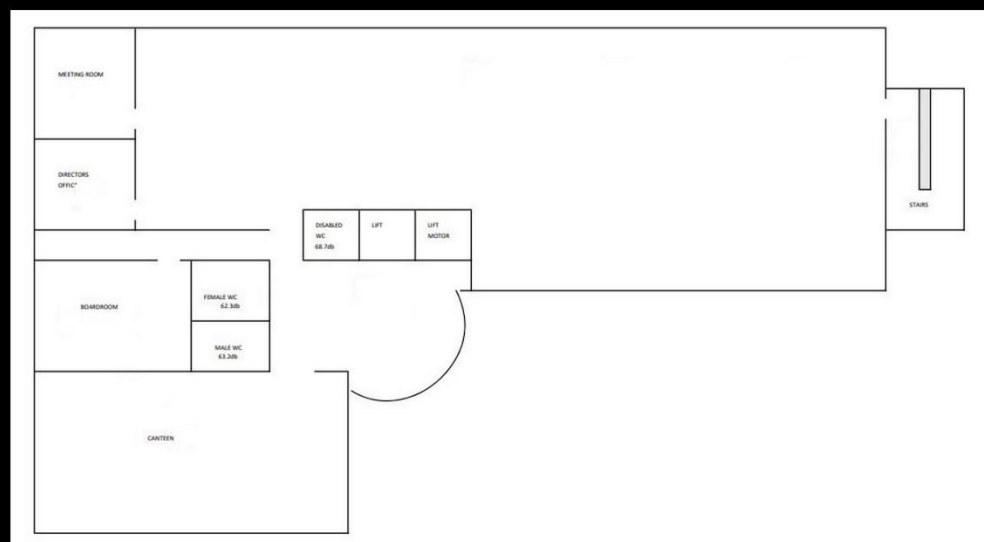 MEETING ROOM
DIRECTORS
OFFIC"
STAIRS
DISABLED
WC
68.7db
LIFT
LIFT
MOTOR
BOARDROOM
FEMALE WC
62.3db
MALE WC
63.2db
CANTEEN